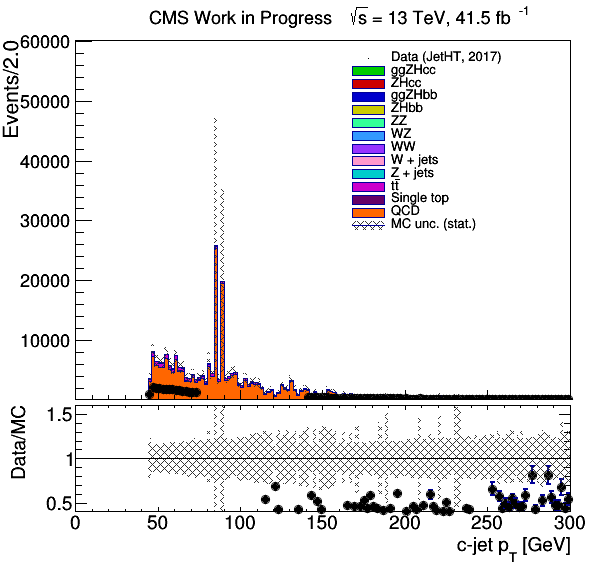 CMS Work in Progress √s = 13 TeV, 41.5 fb⁻¹
Events/2.0
60000
50000
40000
30000
20000
10000
Data (JetHT, 2017)
ggZHcc
ZHcc
ggZHbb
ZHbb
ZZ
WZ
WW
W + jets
Z + jets
tt̄
Single top
QCD
MC unc. (stat.)
Data/MC
1.5
1
0.5
0 50 100 150 200 250 300
c-jet p_T [GeV]